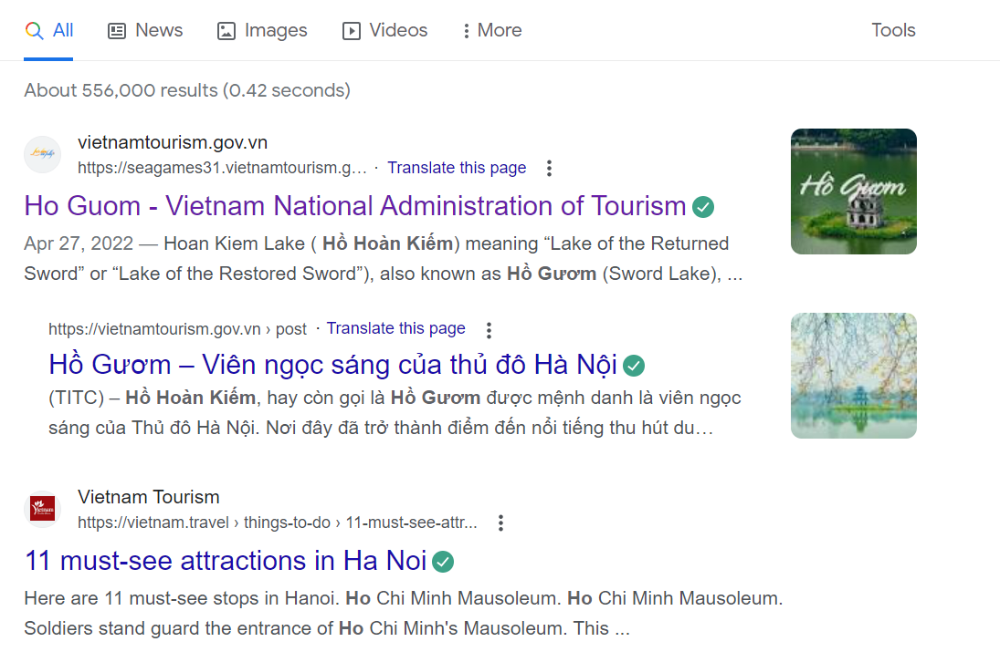 All
News
Images
Videos
More
Tools
About 556,000 results (0.42 seconds)
vietnamtourism.gov.vn
https://seagames31.vietnamtourism.g... · Translate this page
Ho Guom - Vietnam National Administration of Tourism
Apr 27, 2022 — Hoan Kiem Lake ( Hồ Hoàn Kiếm) meaning “Lake of the Returned
Sword” or “Lake of the Restored Sword”), also known as Hồ Gươm (Sword Lake), ...
Hồ Gươm
https://vietnamtourism.gov.vn › post · Translate this page
Hồ Gươm – Viên ngọc sáng của thủ đô Hà Nội
(TITC) – Hồ Hoàn Kiếm, hay còn gọi là Hồ Gươm được mệnh danh là viên ngọc
sáng của Thủ đô Hà Nội. Nơi đây đã trở thành điểm đến nổi tiếng thu hút du…
Vietnam
Vietnam Tourism
https://vietnam.travel › things-to-do › 11-must-see-attr...
11 must-see attractions in Ha Noi
Here are 11 must-see stops in Hanoi. Ho Chi Minh Mausoleum. Ho Chi Minh Mausoleum.
Soldiers stand guard the entrance of Ho Chi Minh's Mausoleum. This ...